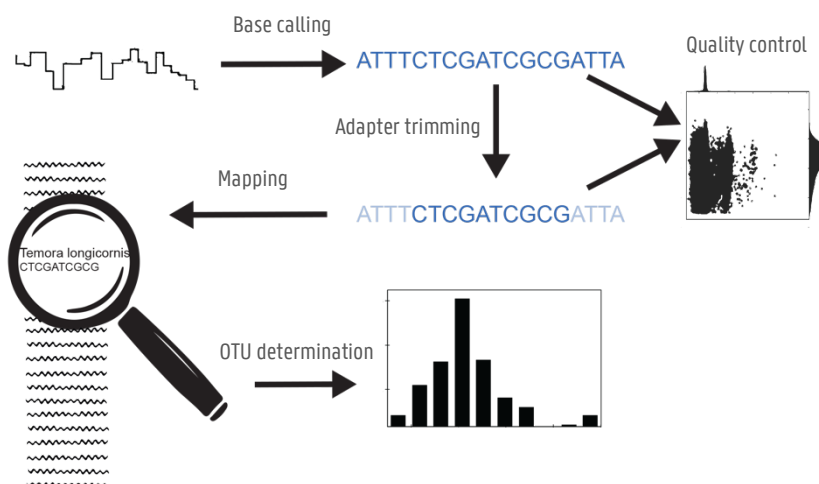 Base calling
ATTTCTCGATCGCGATTA
Quality control
Adapter trimming
Mapping
ATTTCTCGATCGCGATTA
Temora longicornis
CTCGATCGCG
OTU determination